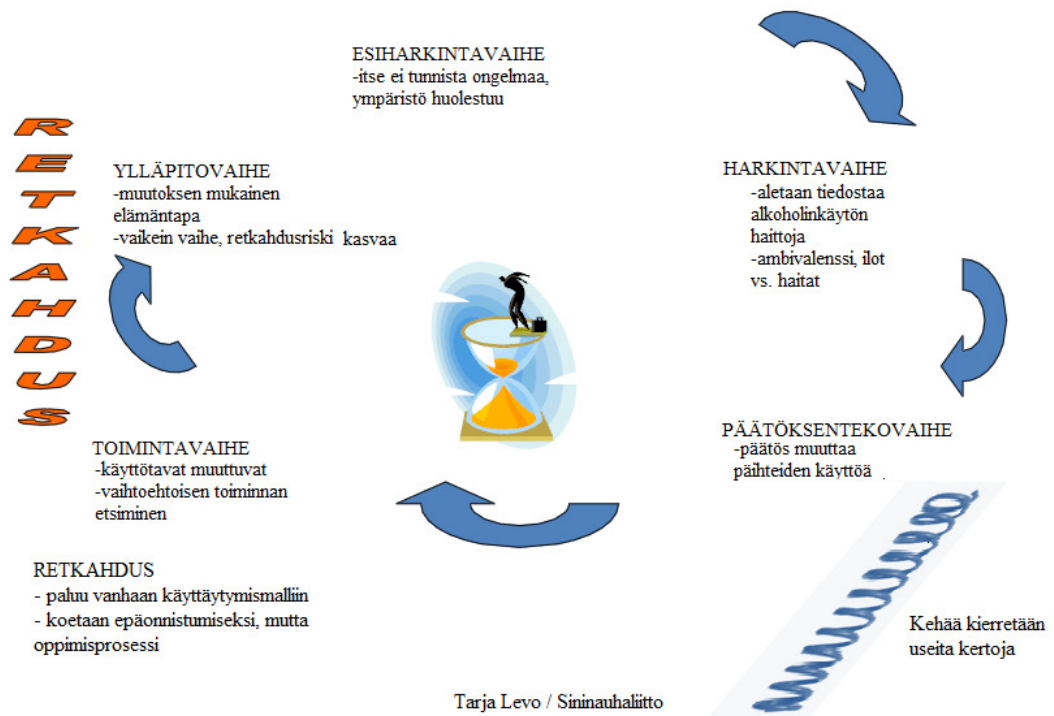 ESIHARKINTAVAIHE
-itse ei tunnista ongelmaa,
ympäristö huolestuu
RETKAHDUS
YLLÄPITOVAIHE
-muutoksen mukainen
elämäntapa
-vaikein vaihe, retkahdusriski kasvaa
HARKINTAVAIHE
-aletaan tiedostaa
alkoholinkäytön
haittoja
-ambivalenssi, ilot
vs. haitat
PÄÄTÖKSENTEKOVAIHE
-päätös muuttaa
päihteiden käyttöä .
TOIMINTAVAIHE
-käyttötavat muuttuvat
-vaihtoehtoisen toiminnan
etsiminen
RETKAHDUS
- paluu vanhaan käyttäytymismalliin
- koetaan epäonnistumiseksi, mutta
oppimisprosessi
Kehää kierretään
useita kertoja
Tarja Levo / Sininauhaliitto